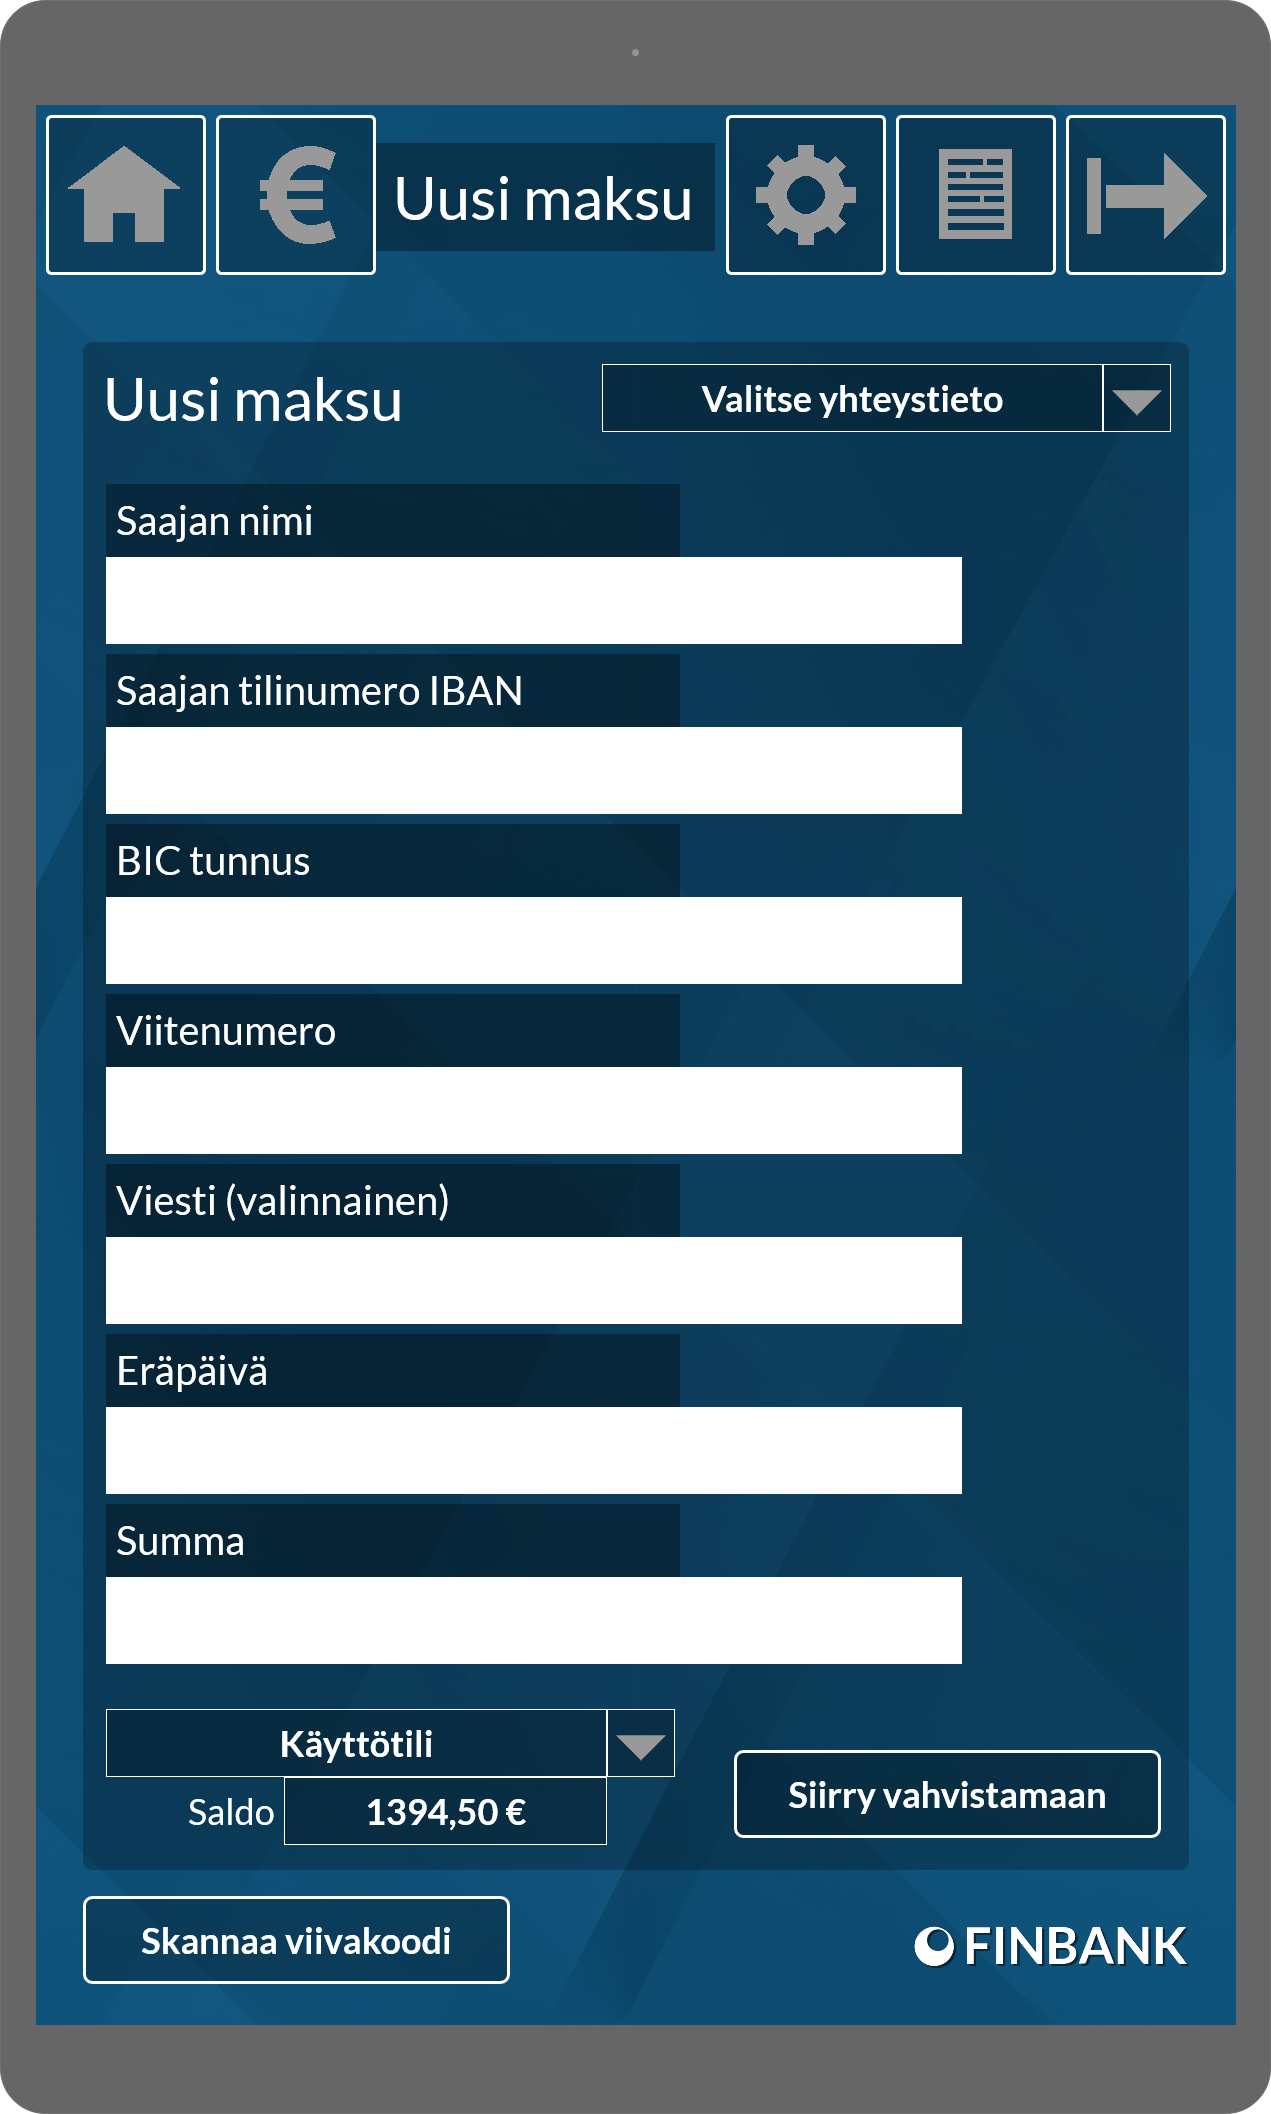 Uusi maksu
Uusi maksu
Valitse yhteystieto
Saajan nimi
Saajan tilinumero IBAN
BIC tunnus
Viitenumero
Viesti (valinnainen)
Eräpäivä
Summa
Käyttötili
Saldo 1394,50 €
Siirry vahvistamaan
Skannaa viivakoodi
FINBANK